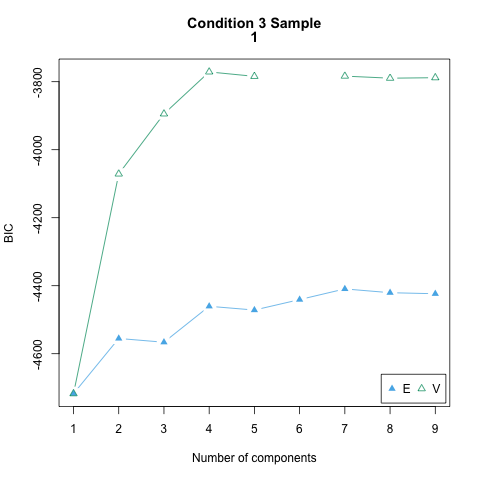 Condition 3 Sample
1
BIC
-3800
-4000
-4200
-4400
-4600
1 2 3 4 5 6 7 8 9
Number of components
E V